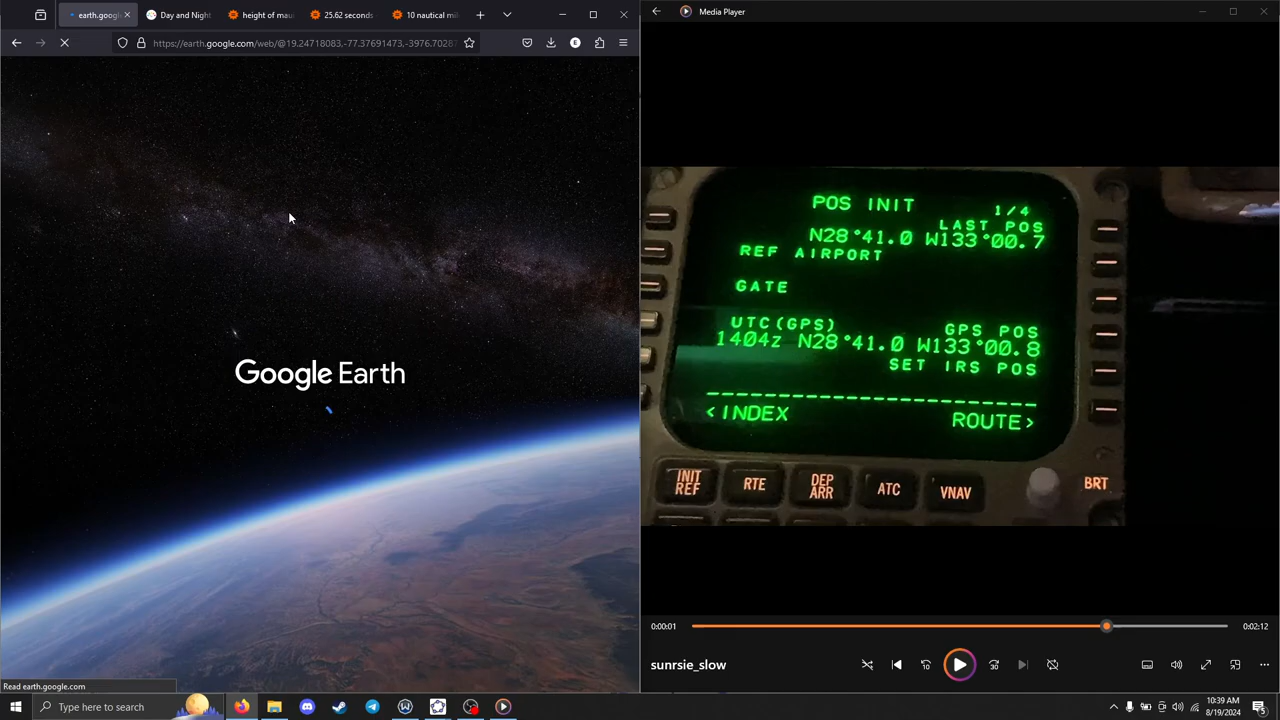 earth.goog
Day and Night
height of mau
25.62 seconds
10 nautical mi
https://earth.google.com/web/@19.24718083,-77.37691473,-3976.70287
E
Google Earth
Read earth.google.com
Media Player
POS INIT
1/4
LAST POS
N28°41.0 W133°00.7
REF AIRPORT
GATE
UTC(GPS)
GPS POS
1404z N28°41.0 W133°00.8
SET IRS POS
------------------------
<INDEX
ROUTE>
INIT
REF
RTE
DEP
ARR
ATC
VNAV
BRT
0:00:01
0:02:12
sunrsie_slow
10
30
Type here to search
10:39 AM
8/19/2024